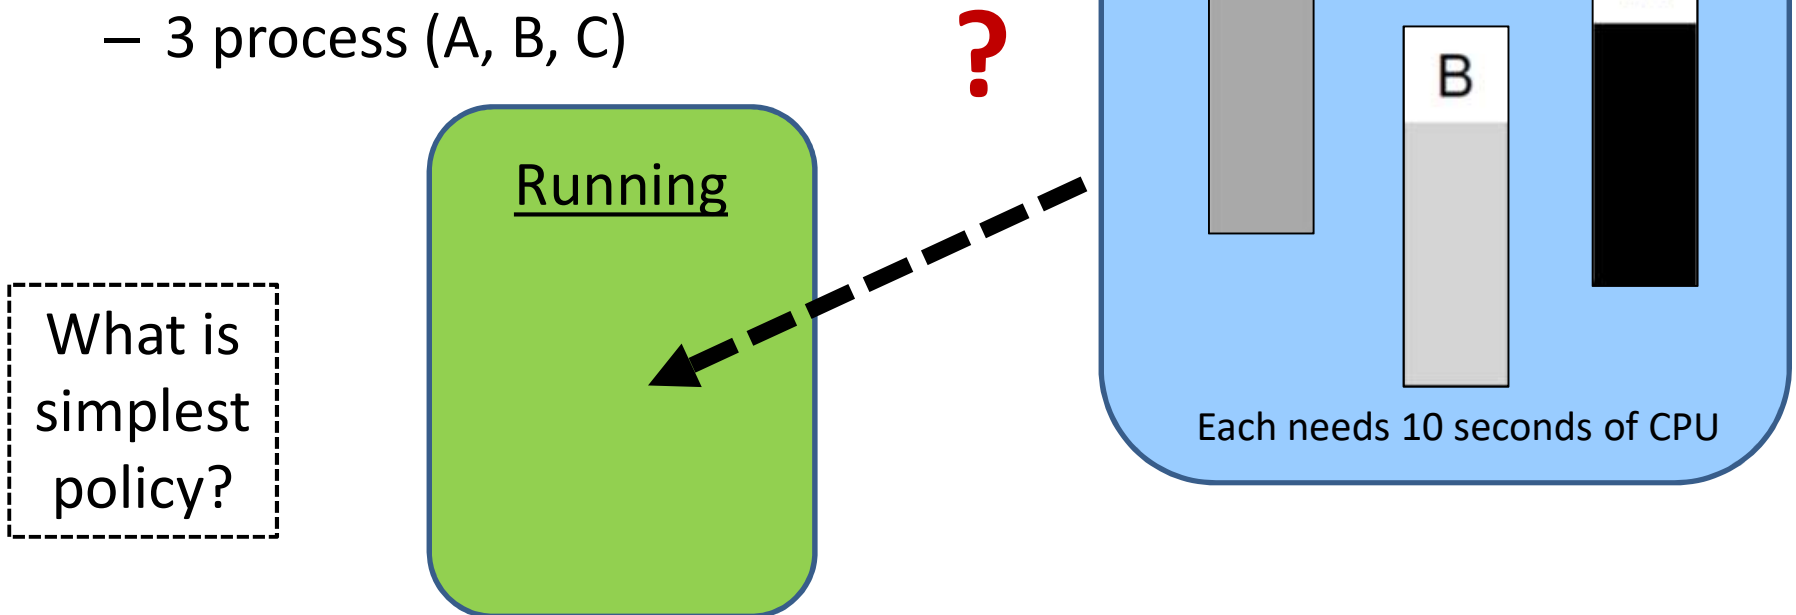 – 3 process (A, B, C)
?
B
Running
What is
simplest
policy?
Each needs 10 seconds of CPU